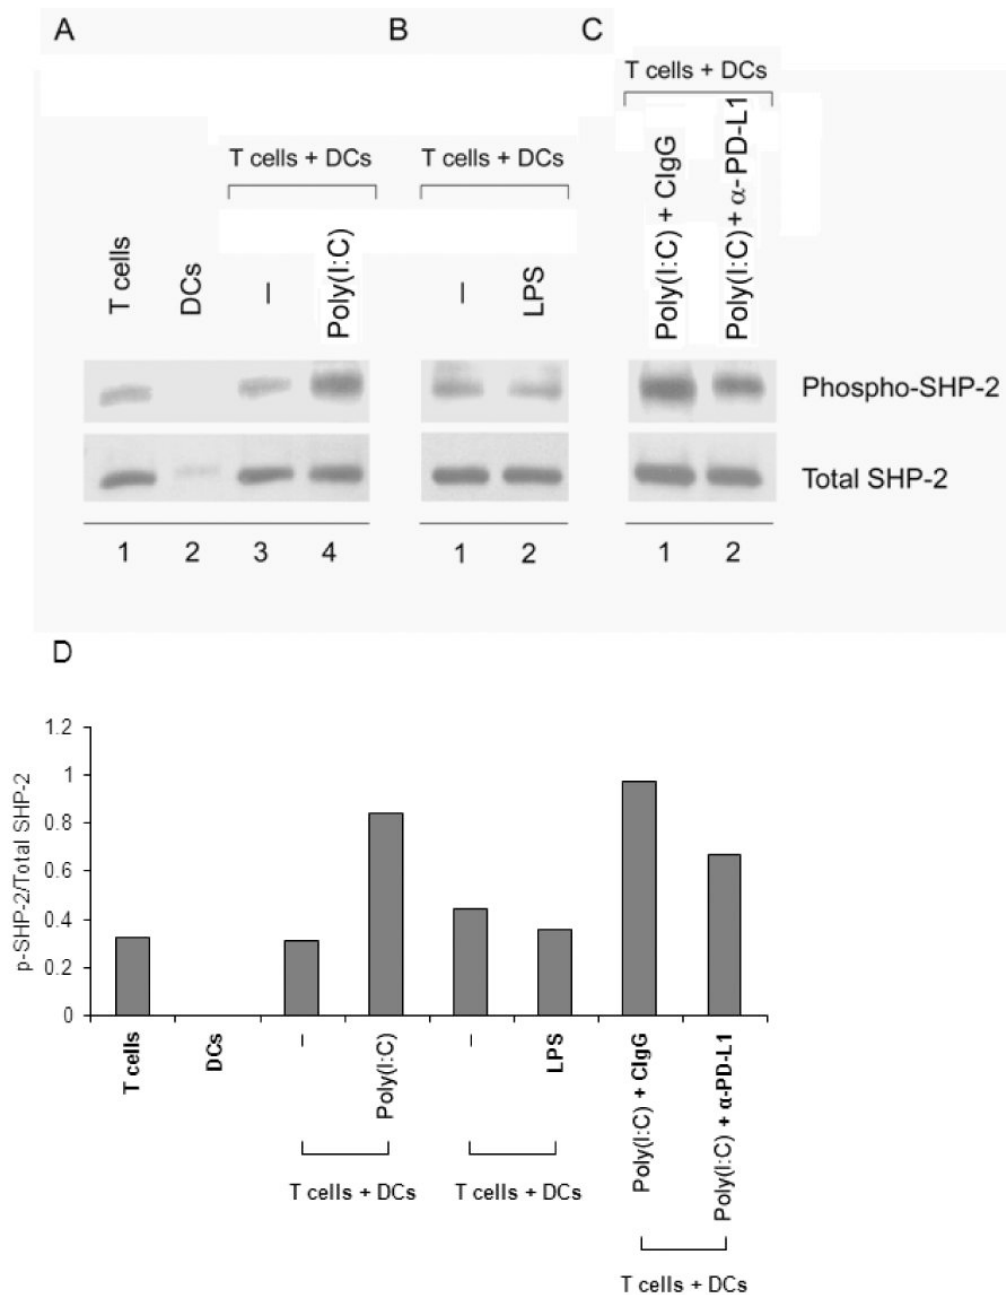 A
B
C
T cells + DCs
T cells + DCs
T cells + DCs
T cells
DCs
–
Poly(I:C)
–
LPS
Poly(I:C) + CIgG
Poly(I:C) + α-PD-L1
Phospho-SHP-2
Total SHP-2
1 2 3 4
1 2
1 2
D
p-SHP-2/Total SHP-2
1.2
1
0.8
0.6
0.4
0.2
0
T cells
DCs
–
Poly(I:C)
–
LPS
Poly(I:C) + CIgG
Poly(I:C) + α-PD-L1
T cells + DCs
T cells + DCs
T cells + DCs